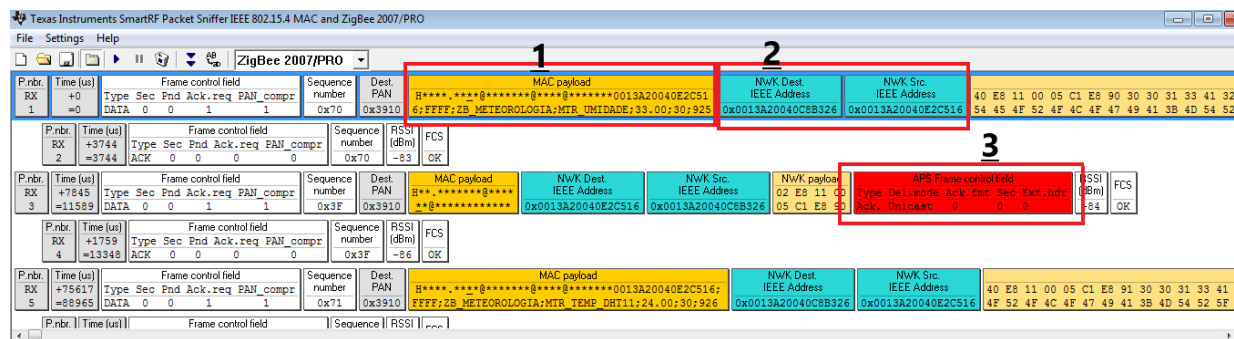 Texas Instruments SmartRF Packet Sniffer IEEE 802.15.4 MAC and ZigBee 2007/PRO
File Settings Help
ZigBee 2007/PRO
1
2
P.nbr. Time (us) Frame control field Sequence Dest. MAC payload NWK Dest. NWK Src.
RX +0 Type Sec Pnd Ack.req PAN_compr number PAN H****.****@*******@****@*******0013A20040E2C51 IEEE Address IEEE Address 40 E8 11 00 05 C1 E8 90 30 30 31 33 41 32
1 =0 DATA 0 0 1 1 0x70 0x3910 6;FFFF;ZB_METEOROLOGIA;MTR_UMIDADE;33.00;30;925 0x0013A20040C8B326 0x0013A20040E2C516 54 45 4F 52 4F 4C 4F 47 49 41 3B 4D 54 52
P.nbr. Time (us) Frame control field Sequence RSSI FCS
RX +3744 Type Sec Pnd Ack.req PAN_compr number (dBm)
2 =3744 ACK 0 0 0 0 0x70 -83 OK
3
P.nbr. Time (us) Frame control field Sequence Dest. MAC payload NWK Dest. NWK Src. NWK payload APS Frame control field RSSI FCS
RX +7845 Type Sec Pnd Ack.req PAN_compr number PAN H**.*******@**** IEEE Address IEEE Address 02 E8 11 00 Type Del.mode Ack.fmt Sec Ext.hdr (dBm)
3 =11589 DATA 0 0 1 1 0x3F 0x3910 _*@************* 0x0013A20040E2C516 0x0013A20040C8B326 05 C1 E8 90 Ack. Unicast 0 0 0 -84 OK
P.nbr. Time (us) Frame control field Sequence RSSI FCS
RX +1759 Type Sec Pnd Ack.req PAN_compr number (dBm)
4 =13348 ACK 0 0 0 0 0x3F -86 OK
P.nbr. Time (us) Frame control field Sequence Dest. MAC payload NWK Dest. NWK Src.
RX +75617 Type Sec Pnd Ack.req PAN_compr number PAN H****.****@*******@****@*******0013A20040E2C516; IEEE Address IEEE Address 40 E8 11 00 05 C1 E8 91 30 30 31 33 41
5 =88965 DATA 0 0 1 1 0x71 0x3910 FFFF;ZB_METEOROLOGIA;MTR_TEMP_DHT11;24.00;30;926 0x0013A20040C8B326 0x0013A20040E2C516 4F 52 4F 4C 4F 47 49 41 3B 4D 54 52 5F
P.nbr. Time (us) Frame control field Sequence RSSI